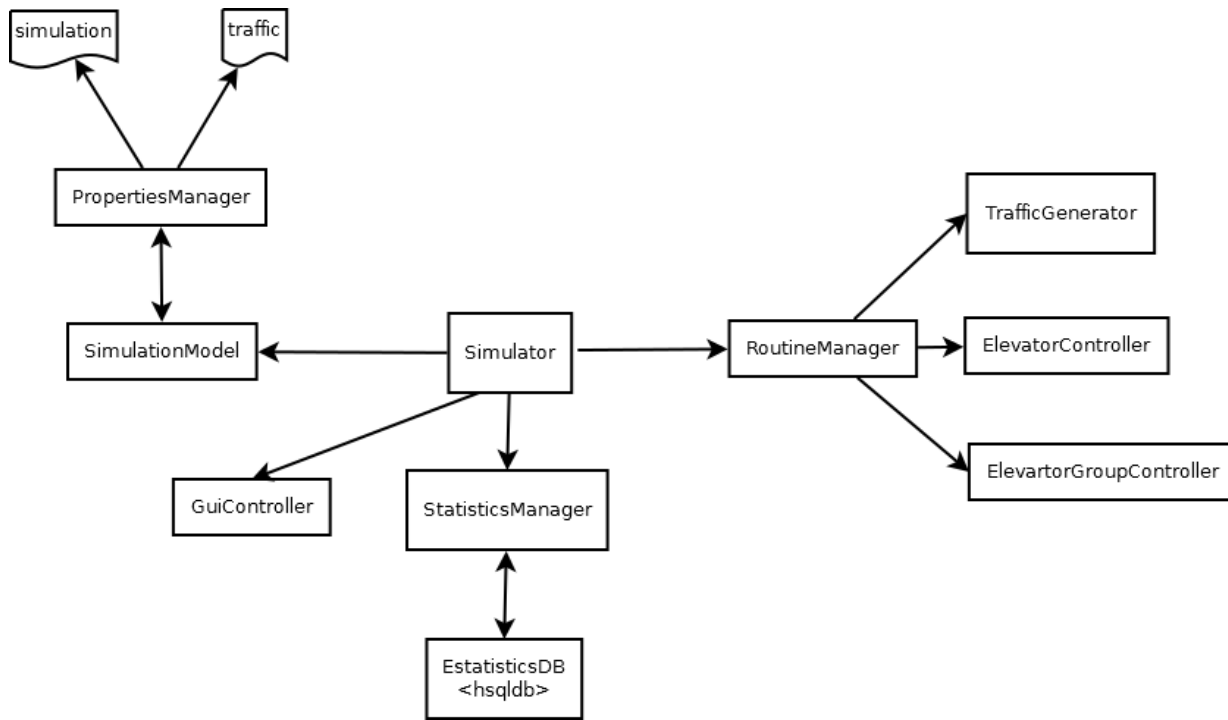 simulation
traffic
PropertiesManager
TrafficGenerator
SimulationModel
Simulator
RoutineManager
ElevatorController
GuiController
StatisticsManager
ElevartorGroupController
EstatisticsDB
<hsqldb>